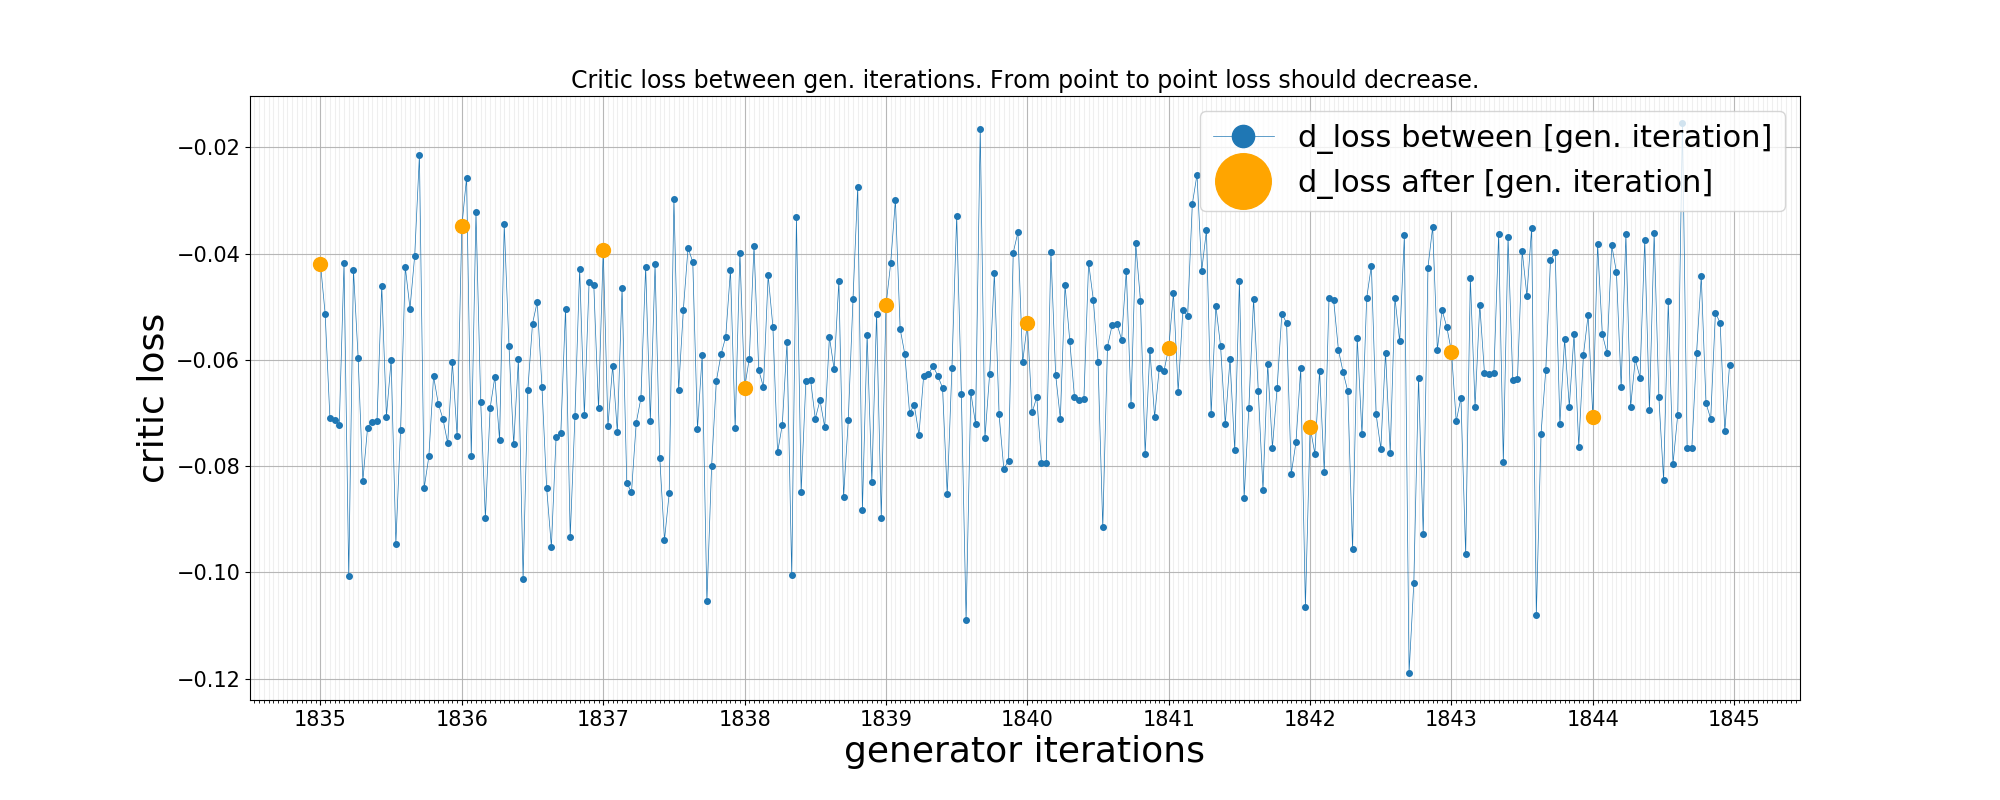 Critic loss between gen. iterations. From point to point loss should decrease.
d_loss between [gen. iteration]
d_loss after [gen. iteration]
critic loss
−0.02
−0.04
−0.06
−0.08
−0.10
−0.12
1835 1836 1837 1838 1839 1840 1841 1842 1843 1844 1845
generator iterations